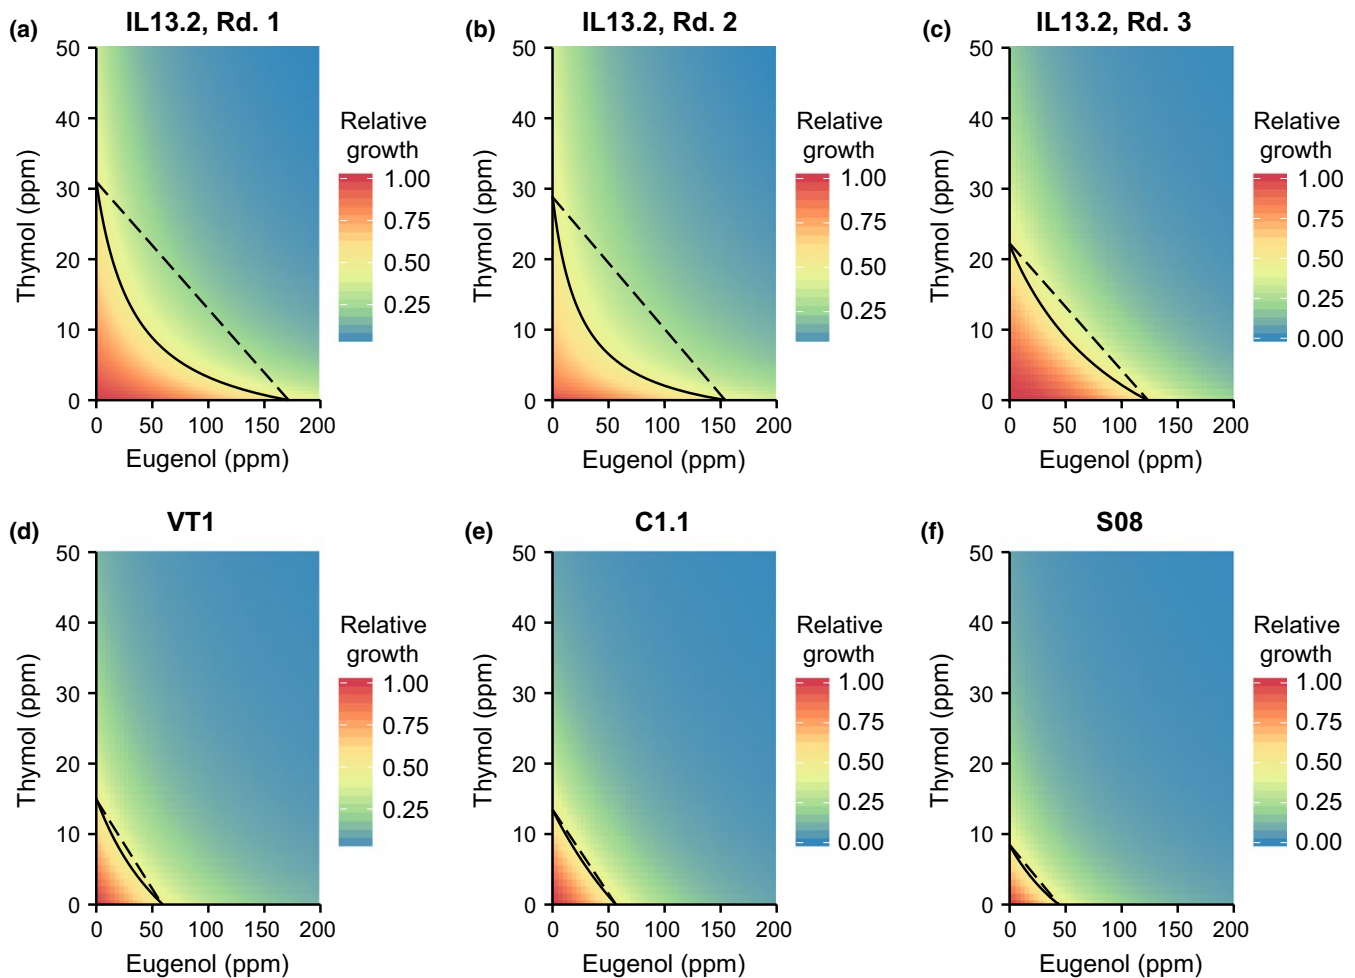 (a) IL13.2, Rd. 1
50
40
30
20
10
0
Thymol (ppm)
0 50 100 150 200
Eugenol (ppm)
Relative
growth
1.00
0.75
0.50
0.25
(b) IL13.2, Rd. 2
50
40
30
20
10
0
Thymol (ppm)
0 50 100 150 200
Eugenol (ppm)
Relative
growth
1.00
0.75
0.50
0.25
(c) IL13.2, Rd. 3
50
40
30
20
10
0
Thymol (ppm)
0 50 100 150 200
Eugenol (ppm)
Relative
growth
1.00
0.75
0.50
0.25
0.00
(d) VT1
50
40
30
20
10
0
Thymol (ppm)
0 50 100 150 200
Eugenol (ppm)
Relative
growth
1.00
0.75
0.50
0.25
(e) C1.1
50
40
30
20
10
0
Thymol (ppm)
0 50 100 150 200
Eugenol (ppm)
Relative
growth
1.00
0.75
0.50
0.25
0.00
(f) S08
50
40
30
20
10
0
Thymol (ppm)
0 50 100 150 200
Eugenol (ppm)
Relative
growth
1.00
0.75
0.50
0.25
0.00